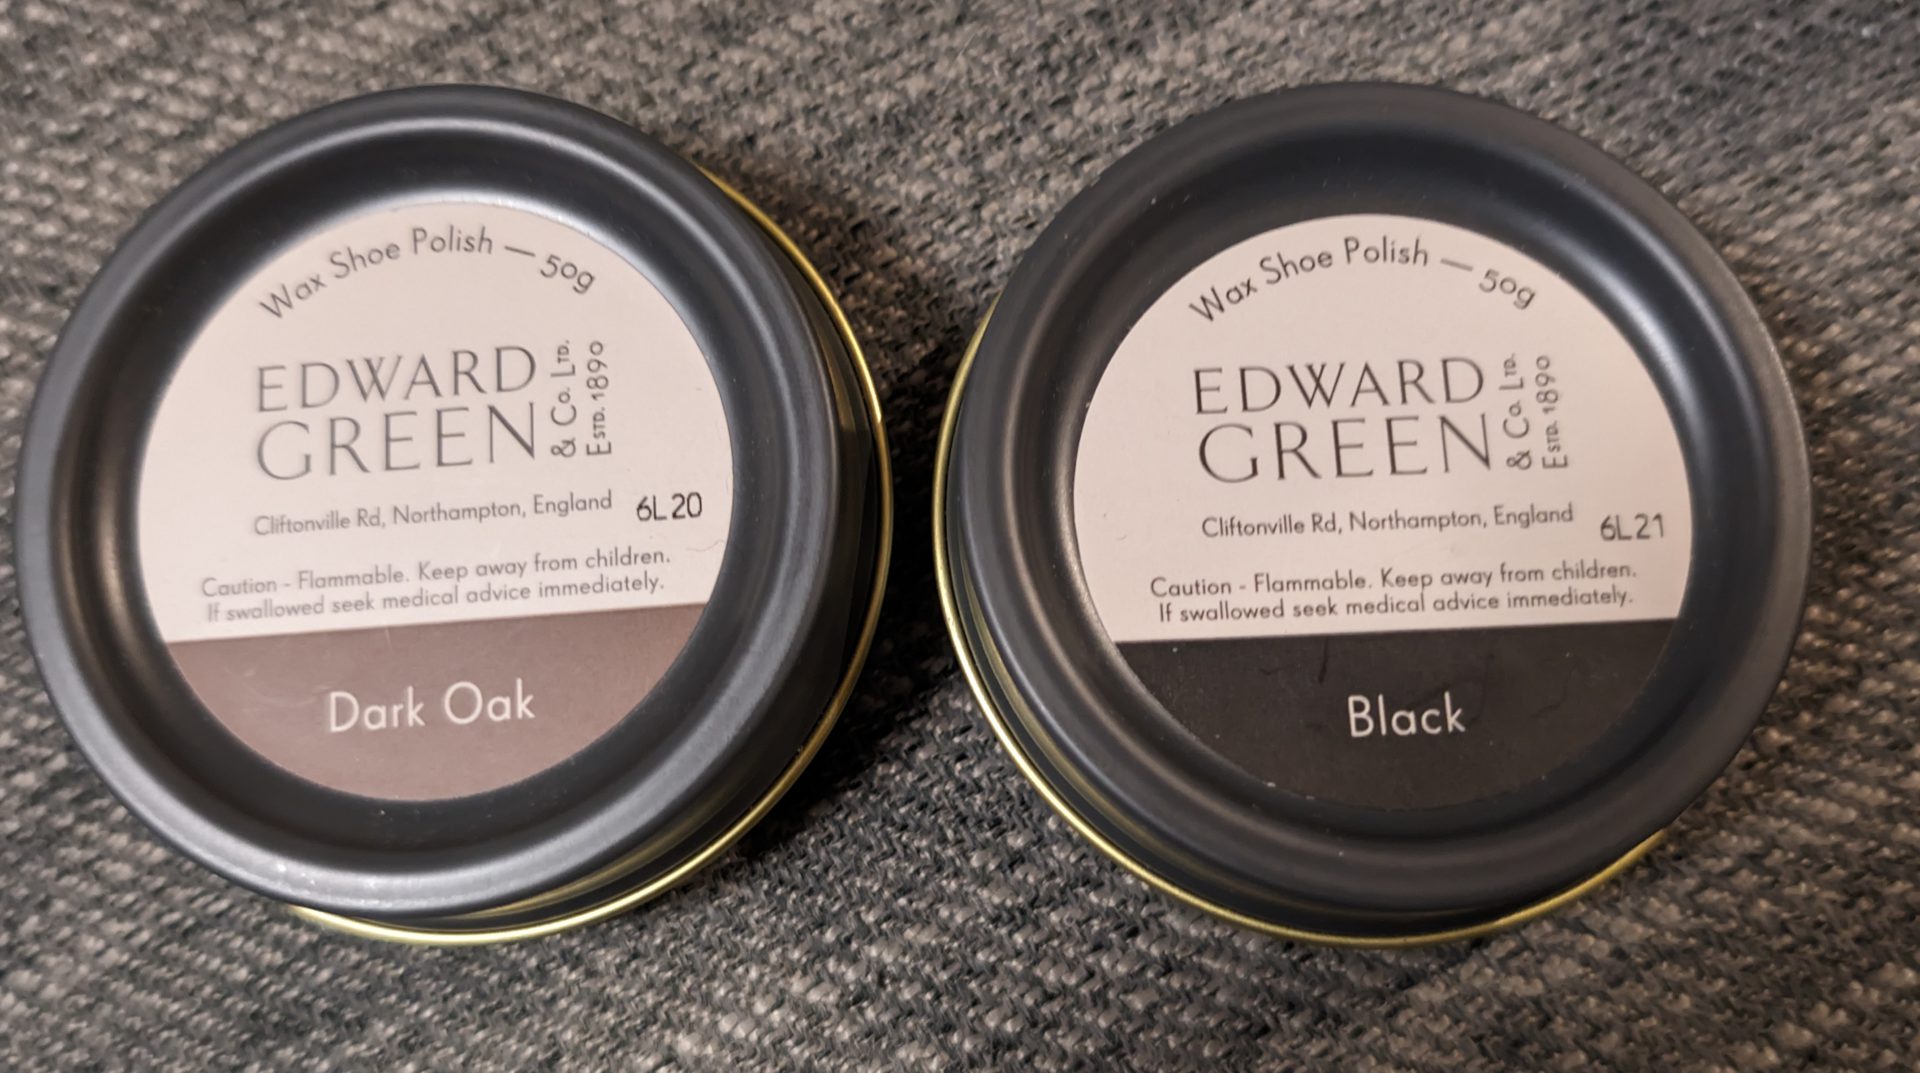 Wax Shoe Polish — 50g
EDWARD
GREEN
& Co. LTD.
ESTD. 1890
Cliftonville Rd, Northampton, England
6L20
Caution - Flammable. Keep away from children.
If swallowed seek medical advice immediately.
Dark Oak
Wax Shoe Polish — 50g
EDWARD
GREEN
& Co. LTD.
ESTD. 1890
Cliftonville Rd, Northampton, England
6L21
Caution - Flammable. Keep away from children.
If swallowed seek medical advice immediately.
Black